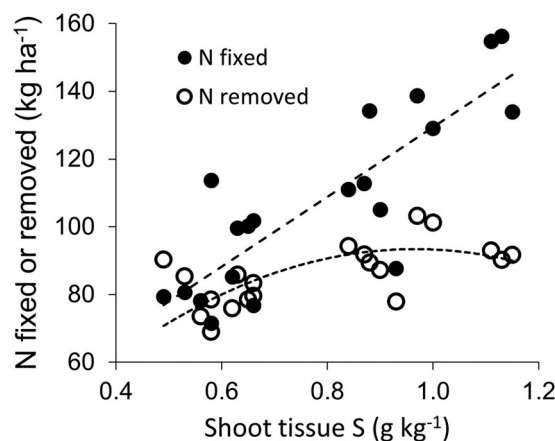 N fixed or removed (kg ha⁻¹)
160
140
120
100
80
60
N fixed
N removed
0.4
0.6
0.8
1.0
1.2
Shoot tissue S (g kg⁻¹)